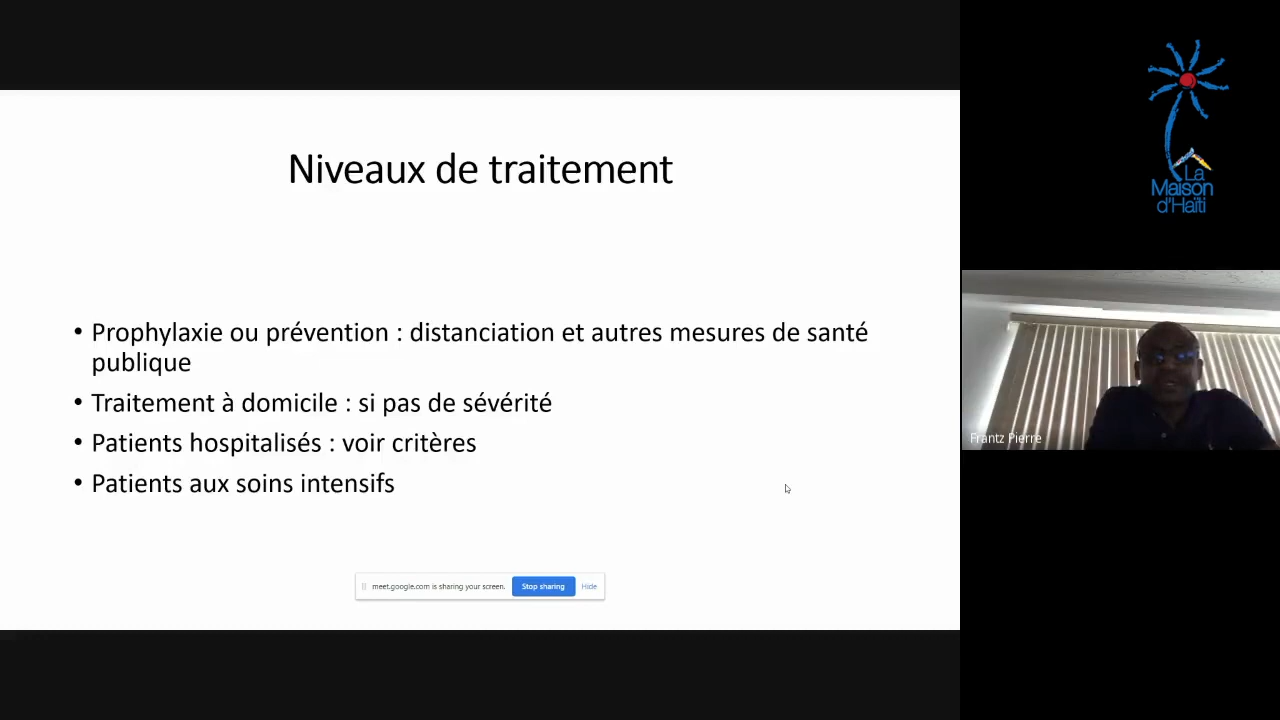 Niveaux de traitement
• Prophylaxie ou prévention : distanciation et autres mesures de santé
publique
• Traitement à domicile : si pas de sévérité
• Patients hospitalisés : voir critères
• Patients aux soins intensifs
meet.google.com is sharing your screen. Stop sharing Hide
La
Maison
d'Haïti
Frantz Pierre